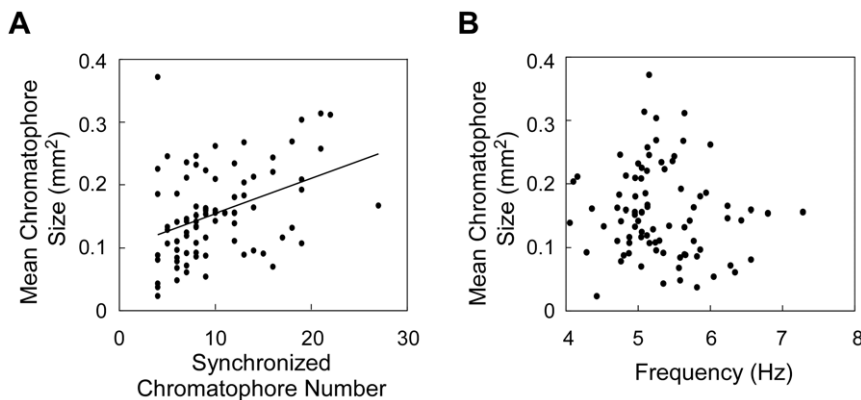 A
Mean Chromatophore
Size (mm²)
0.4
0.3
0.2
0.1
0
0
10
20
30
Synchronized
Chromatophore Number
B
Mean Chromatophore
Size (mm²)
0.4
0.3
0.2
0.1
0
4
5
6
7
8
Frequency (Hz)